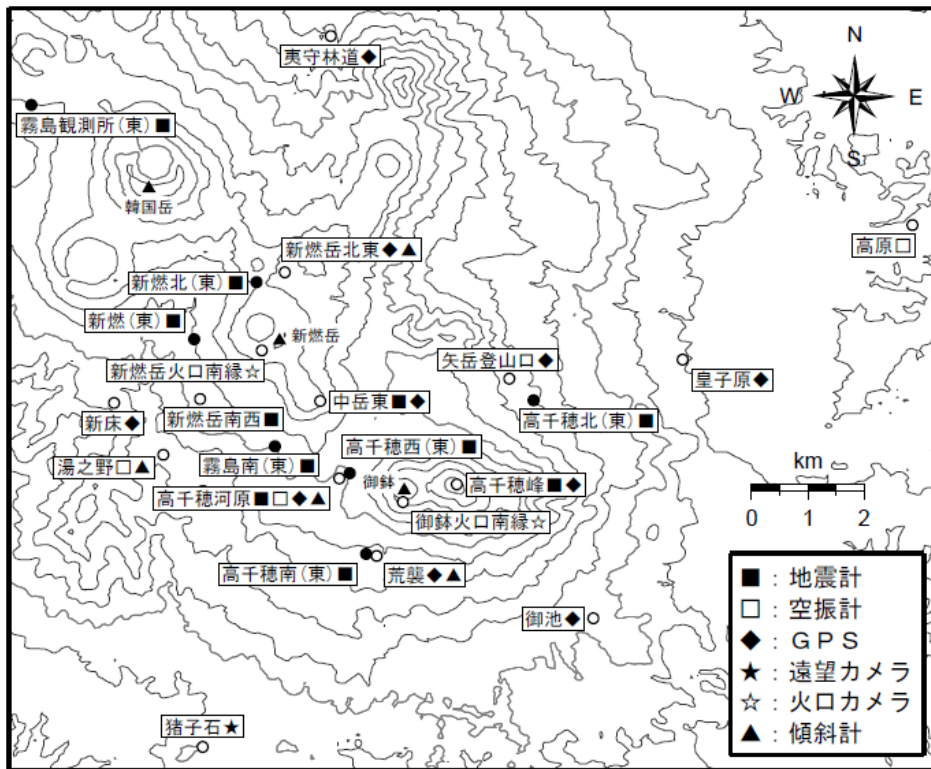 夷守林道◆
N
W
E
S
霧島観測所(東)■
韓国岳
高原□
新燃岳北東◆▲
新燃北(東)■
新燃(東)■
新燃岳
新燃岳火口南縁☆
矢岳登山口◆
皇子原◆
新床◆
新燃岳南西■
中岳東■◆
高千穂北(東)■
高千穂西(東)■
湯之野□▲
霧島南(東)■
御鉢
高千穂峰■◆
高千穂河原■□◆▲
御鉢火口南縁☆
km
0 1 2
高千穂南(東)■
荒襲◆▲
御池◆
猪子石★
■：地震計
□：空振計
◆：ＧＰＳ
★：遠望カメラ
☆：火口カメラ
▲：傾斜計